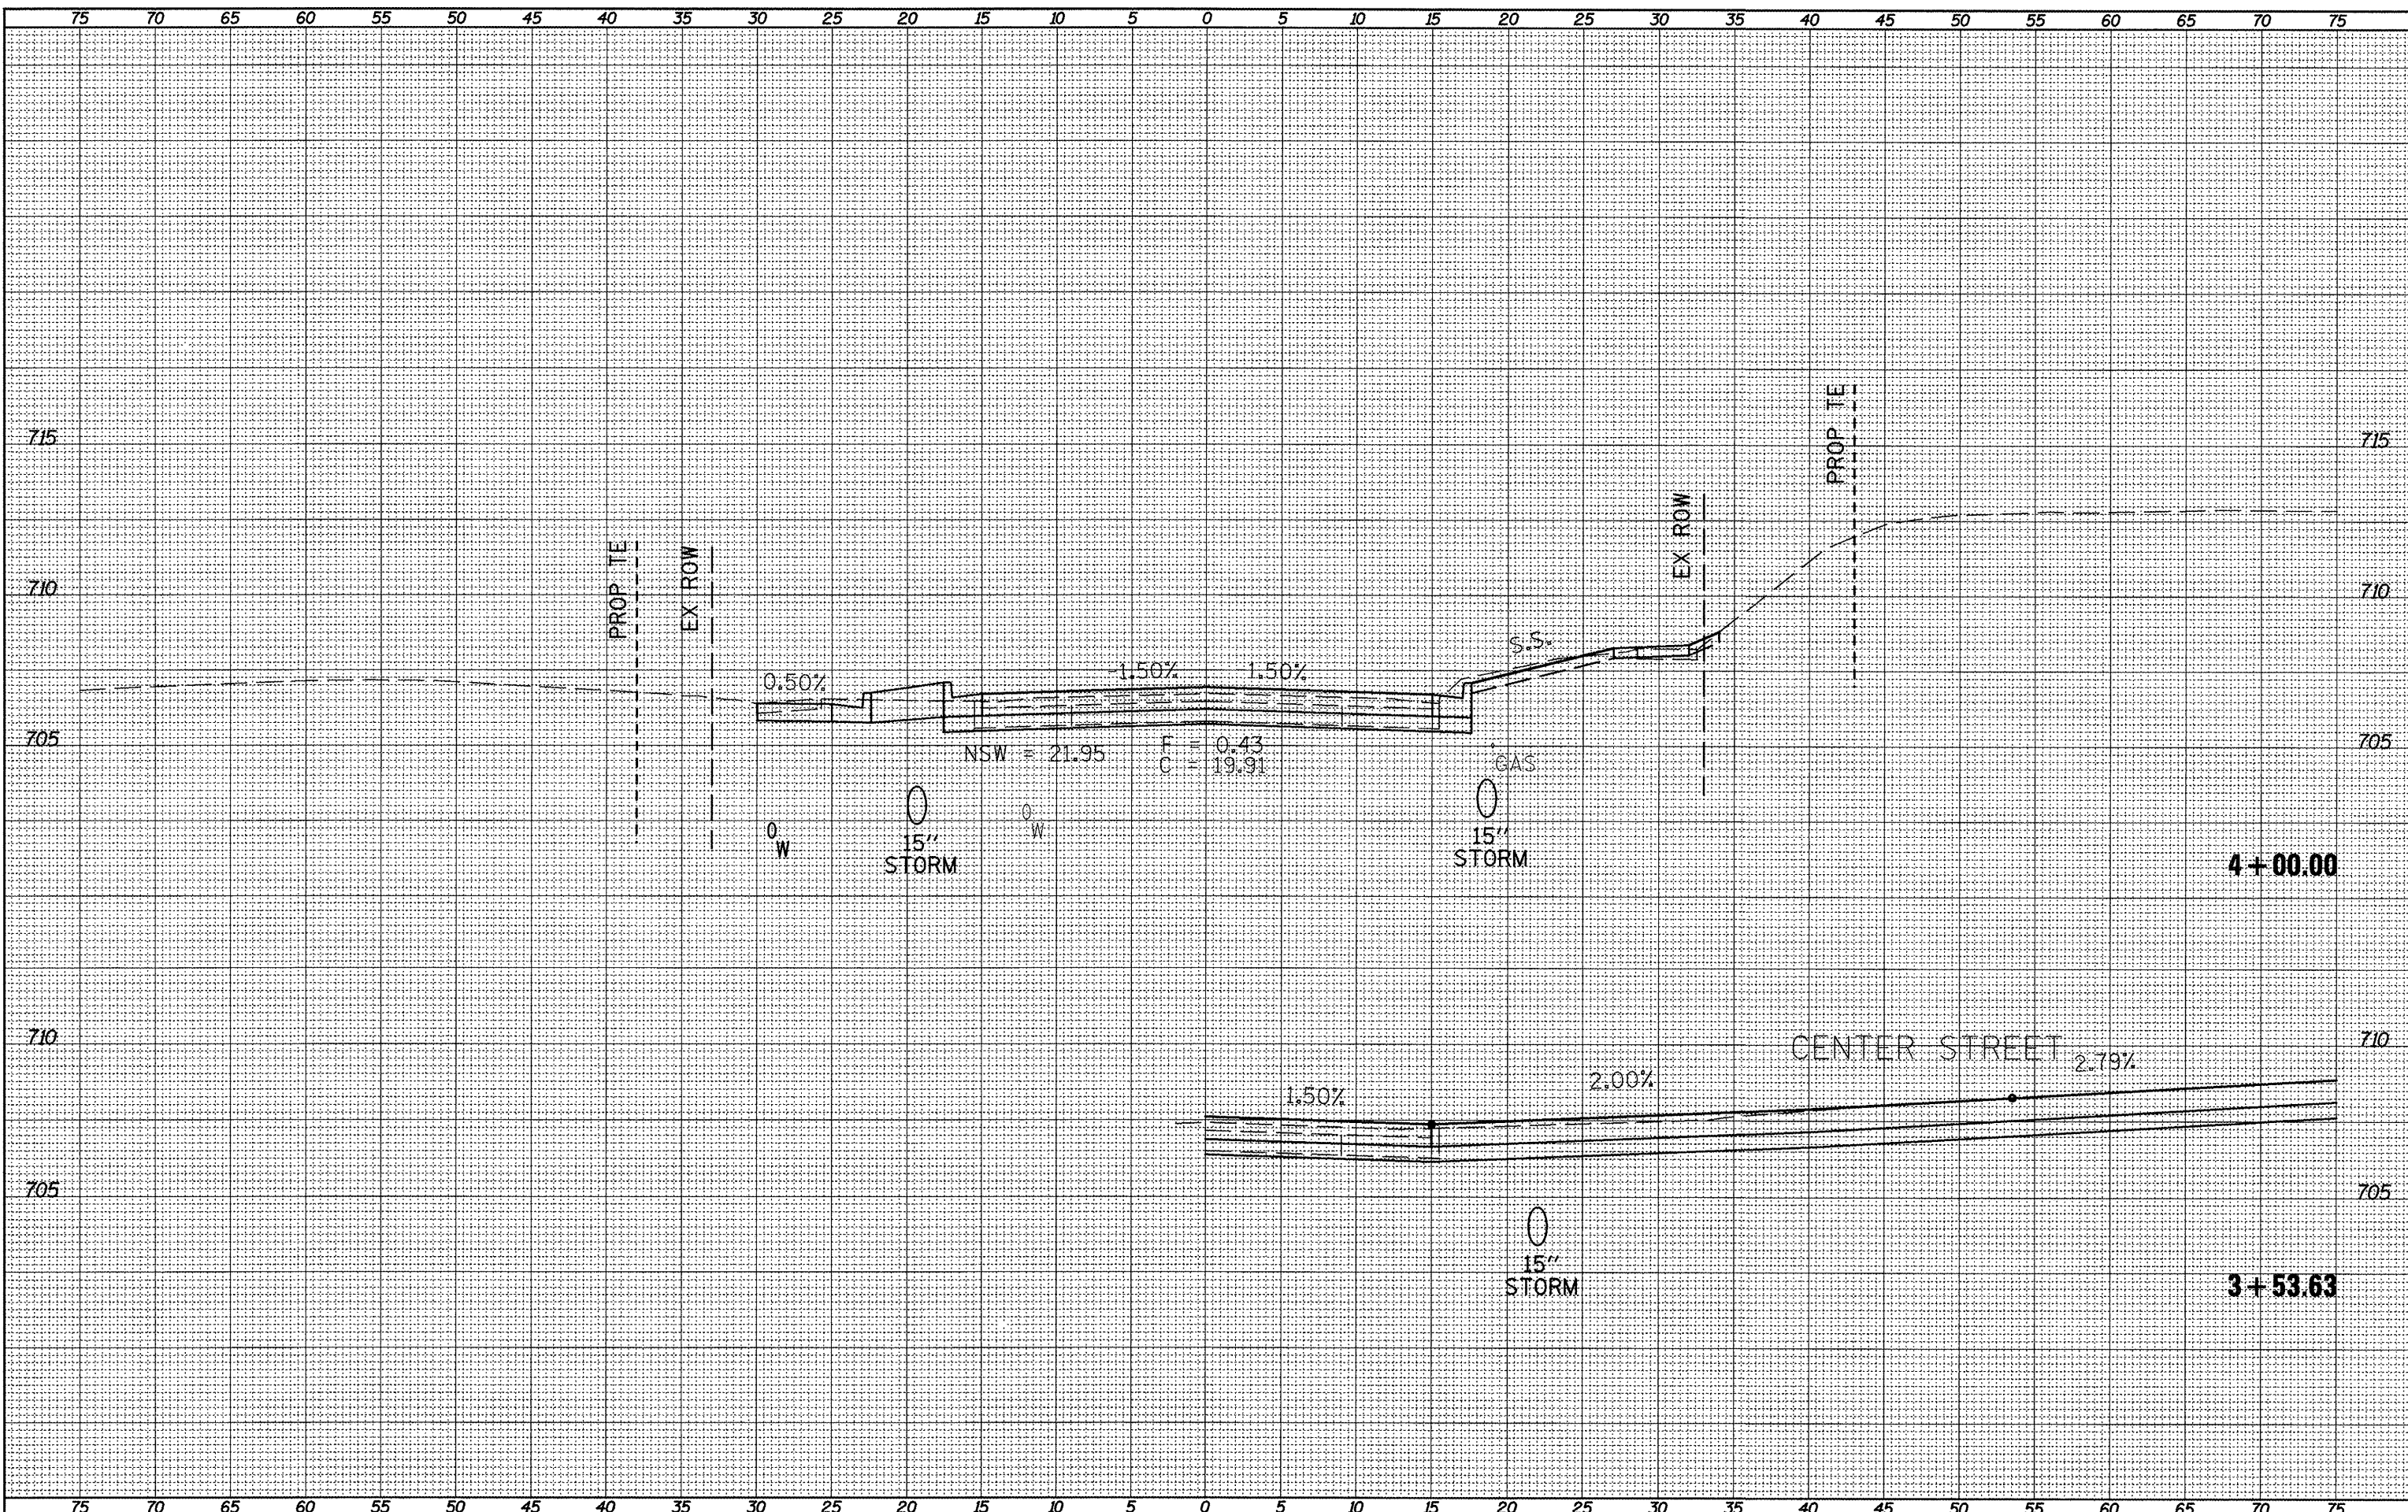 75 70 65 60 55 50 45 40 35 30 25 20 15 10 5 0 5 10 15 20 25 30 35 40 45 50 55 60 65 70 75
PROP TE
715 715
EX ROW
PROP TE
EX ROW
710 710
S.S.
0.50% -1.50% 1.50%
705 705
NSW = 21.95
F = 0.43
C = 19.91
GAS
W
15" STORM
W
15" STORM
4+00.00
710 710
CENTER STREET
1.50% 2.00% 2.79%
705 705
15" STORM
3+53.63
75 70 65 60 55 50 45 40 35 30 25 20 15 10 5 0 5 10 15 20 25 30 35 40 45 50 55 60 65 70 75